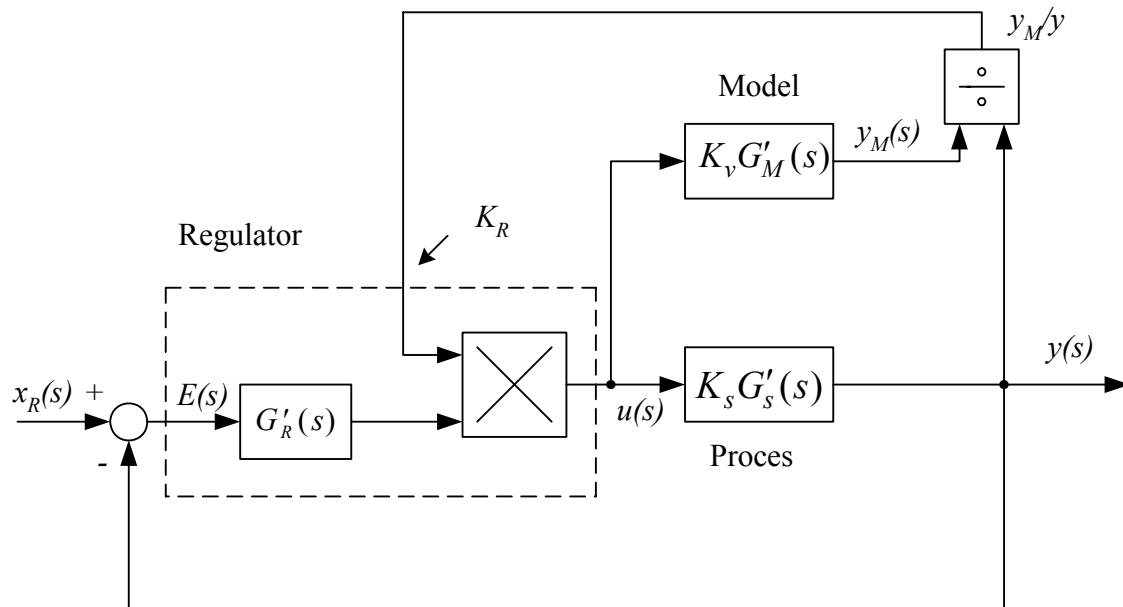 y_M/y
÷
Model
K_v G'_M(s)
y_M(s)
K_R
Regulator
x_R(s) +
-
E(s)
G'_R(s)
u(s)
K_s G'_s(s)
y(s)
Proces